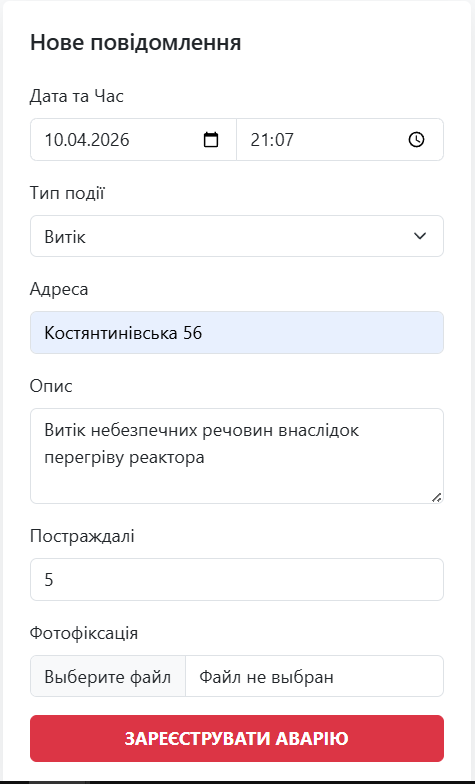 Нове повідомлення
Дата та Час
10.04.2026 21:07
Тип події
Витік
Адреса
Костянтинівська 56
Опис
Витік небезпечних речовин внаслідок
перегріву реактора
Постраждалі
5
Фотофіксація
Выберите файл Файл не выбран
ЗАРЕЄСТРУВАТИ АВАРІЮ